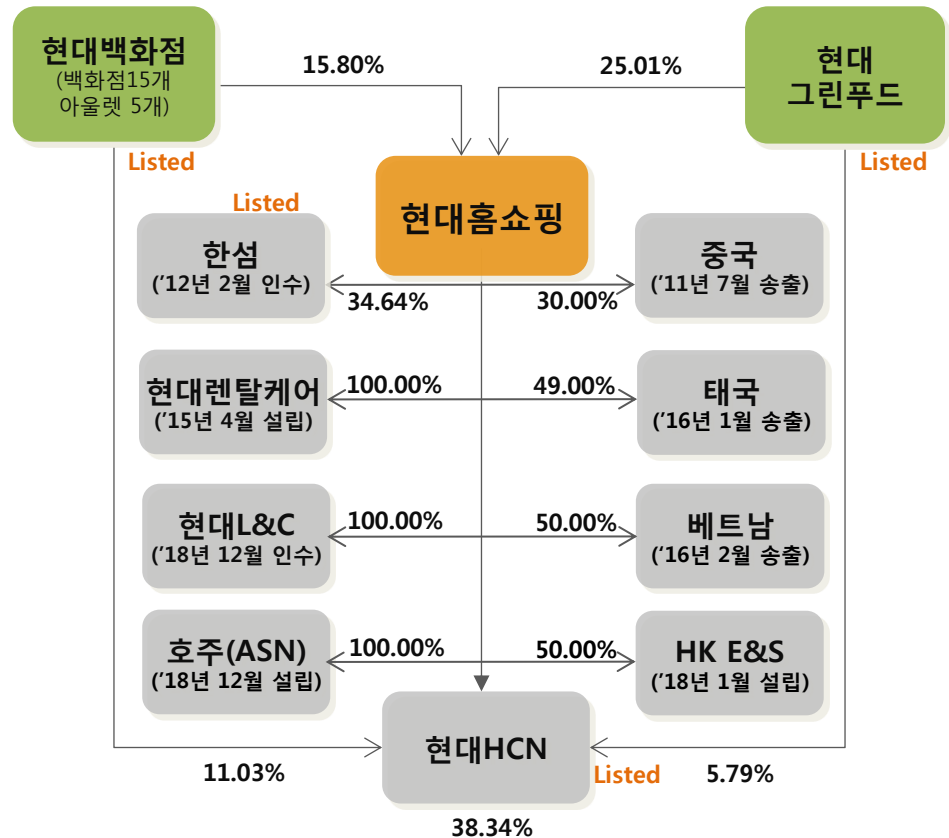 현대백화점
(백화점15개
아울렛 5개)
15.80%
25.01%
현대
그린푸드
Listed
Listed
Listed
현대홈쇼핑
한섬
('12년 2월 인수)
34.64%
30.00%
중국
('11년 7월 송출)
현대렌탈케어
('15년 4월 설립)
100.00%
49.00%
태국
('16년 1월 송출)
현대L&C
('18년 12월 인수)
100.00%
50.00%
베트남
('16년 2월 송출)
호주(ASN)
('18년 12월 설립)
100.00%
50.00%
HK E&S
('18년 1월 설립)
현대HCN
11.03%
Listed
5.79%
38.34%